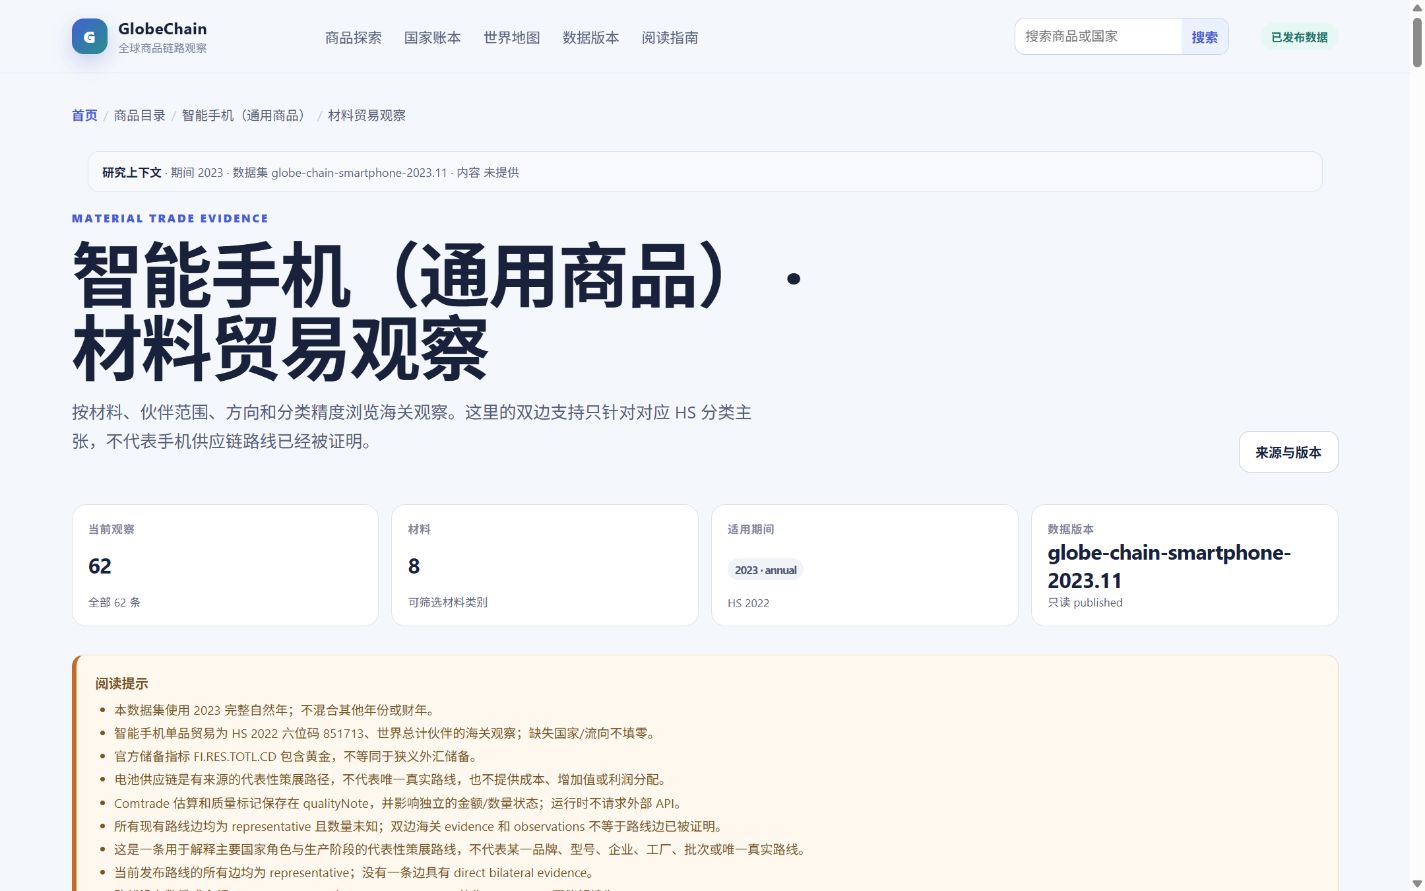 G
GlobeChain
全球商品链路观察
商品探索 国家账本 世界地图 数据版本 阅读指南
搜索商品或国家 搜索
已发布数据
首页 / 商品目录 / 智能手机（通用商品） / 材料贸易观察
研究上下文 · 期间 2023 · 数据集 globe-chain-smartphone-2023.11 · 内容 未提供
MATERIAL TRADE EVIDENCE
智能手机（通用商品） ·
材料贸易观察
按材料、伙伴范围、方向和分类精度浏览海关观察。这里的双边支持只针对对应 HS 分类主
张，不代表手机供应链路线已经被证明。
来源与版本
当前观察
62
全部 62 条
材料
8
可筛选材料类别
适用期间
2023 · annual
HS 2022
数据版本
globe-chain-smartphone-
2023.11
只读 published
阅读提示
• 本数据集使用 2023 完整自然年；不混合其他年份或财年。
• 智能手机单品贸易为 HS 2022 六位码 851713、世界总计伙伴的海关观察；缺失国家/流向不填零。
• 官方储备指标 FI.RES.TOTL.CD 包含黄金，不等同于狭义外汇储备。
• 电池供应链是有来源的代表性策展路径，不代表唯一真实路线，也不提供成本、增加值或利润分配。
• Comtrade 估算和质量标记保存在 qualityNote，并影响独立的金额/数量状态；运行时不请求外部 API。
• 所有现有路线边均为 representative 且数量未知；双边海关 evidence 和 observations 不等于路线边已被证明。
• 这是一条用于解释主要国家角色与生产阶段的代表性策展路线，不代表某一品牌、型号、企业、工厂、批次或唯一真实路线。
• 当前发布路线的所有边均为 representative；没有一条边具有 direct bilateral evidence。